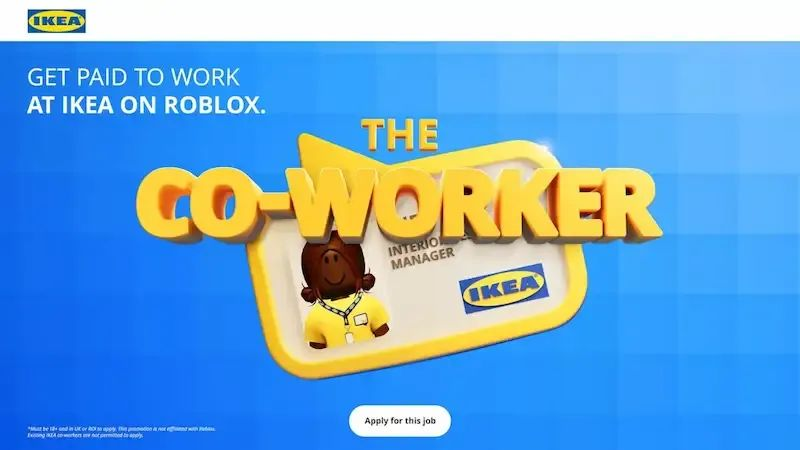 IKEA
GET PAID TO WORK
AT IKEA ON ROBLOX.
THE
CO-WORKER
INTERIOR
MANAGER
IKEA
Apply for this job
*Must be 18+ and in UK or ROI to apply. This promotion is not affiliated with Roblox.
Existing IKEA co-workers are not permitted to apply.